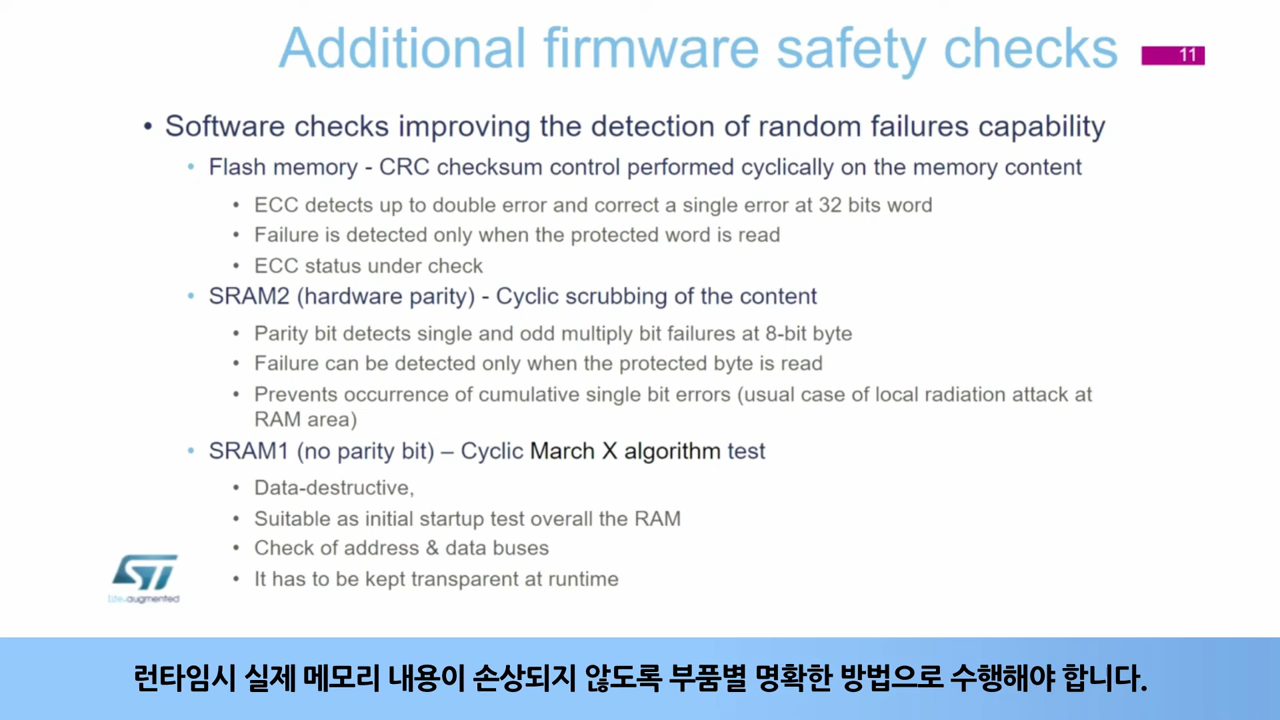 Additional firmware safety checks
11
• Software checks improving the detection of random failures capability
• Flash memory - CRC checksum control performed cyclically on the memory content
• ECC detects up to double error and correct a single error at 32 bits word
• Failure is detected only when the protected word is read
• ECC status under check
• SRAM2 (hardware parity) - Cyclic scrubbing of the content
• Parity bit detects single and odd multiply bit failures at 8-bit byte
• Failure can be detected only when the protected byte is read
• Prevents occurrence of cumulative single bit errors (usual case of local radiation attack at
RAM area)
• SRAM1 (no parity bit) – Cyclic March X algorithm test
• Data-destructive,
• Suitable as initial startup test overall the RAM
• Check of address & data buses
• It has to be kept transparent at runtime
ST
life.augmented
런타임시 실제 메모리 내용이 손상되지 않도록 부품별 명확한 방법으로 수행해야 합니다.